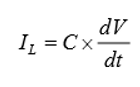 I_L = C × dV/dt